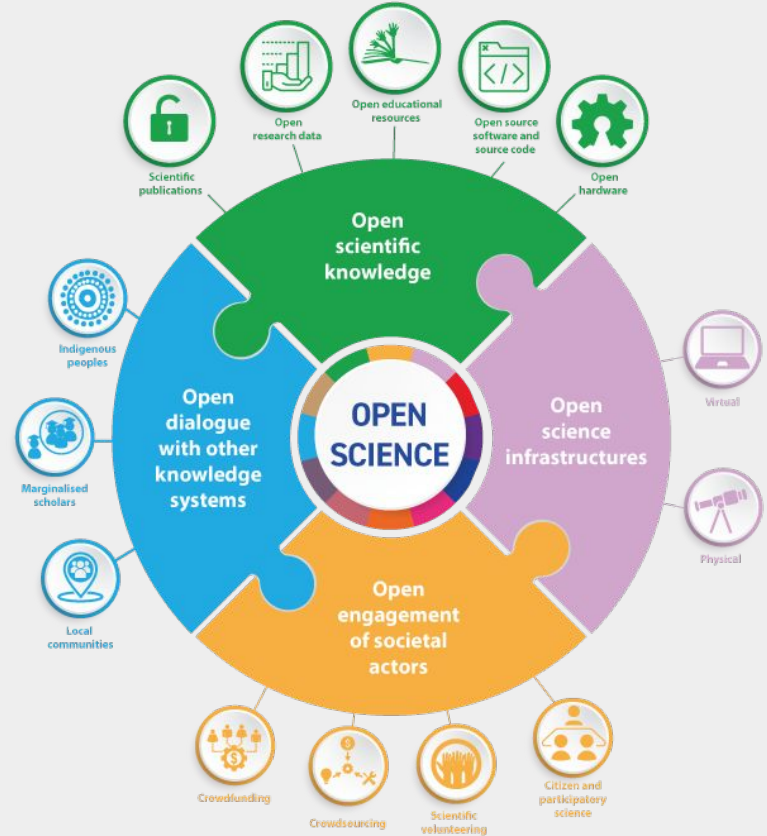 Open educational
resources
Open
research data
Open source
software and
source code
Scientific
publications
Open
hardware
Open
scientific
knowledge
Indigenous
peoples
Marginalised
scholars
Local
communities
Open
dialogue
with other
knowledge
systems
OPEN
SCIENCE
Open
science
infrastructures
Virtual
Physical
Open
engagement
of societal
actors
Crowdfunding
Crowdsourcing
Scientific
volunteering
Citizen and
participatory
science